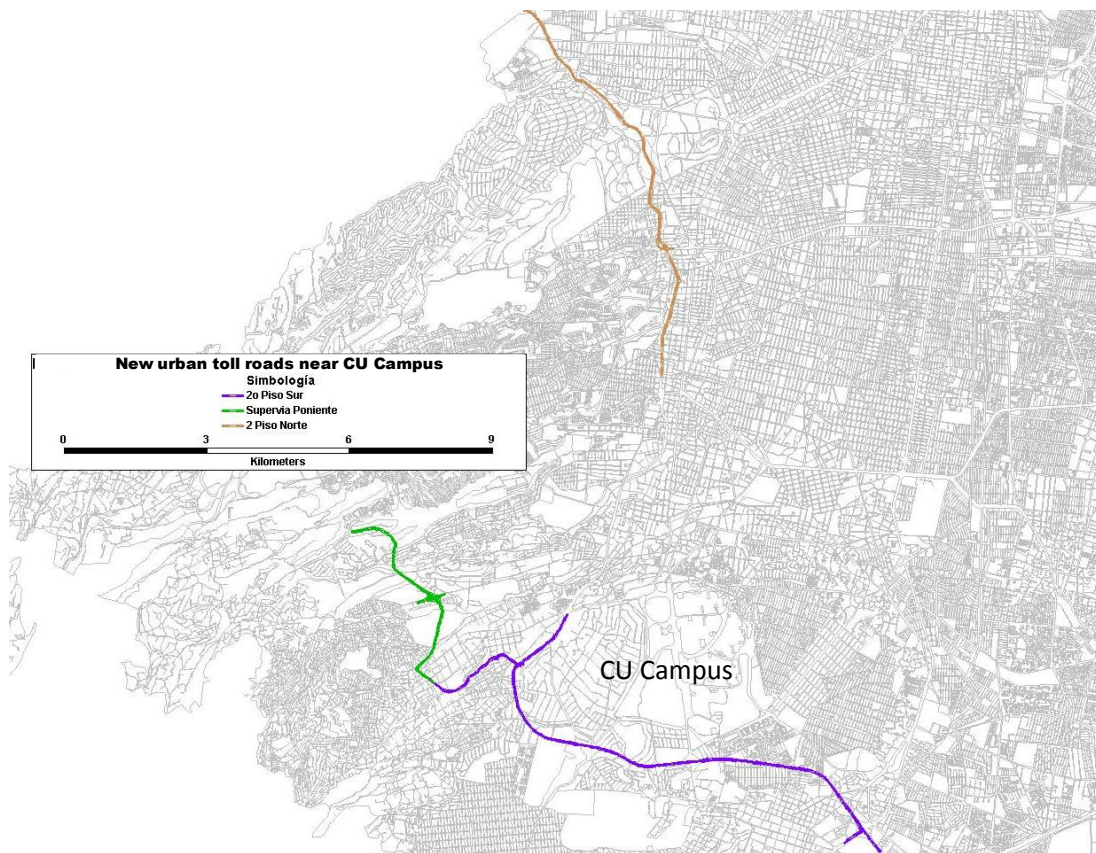 New urban toll roads near CU Campus
Simbología
2o Piso Sur
Supervia Poniente
2 Piso Norte
0 3 6 9
Kilometers
CU Campus